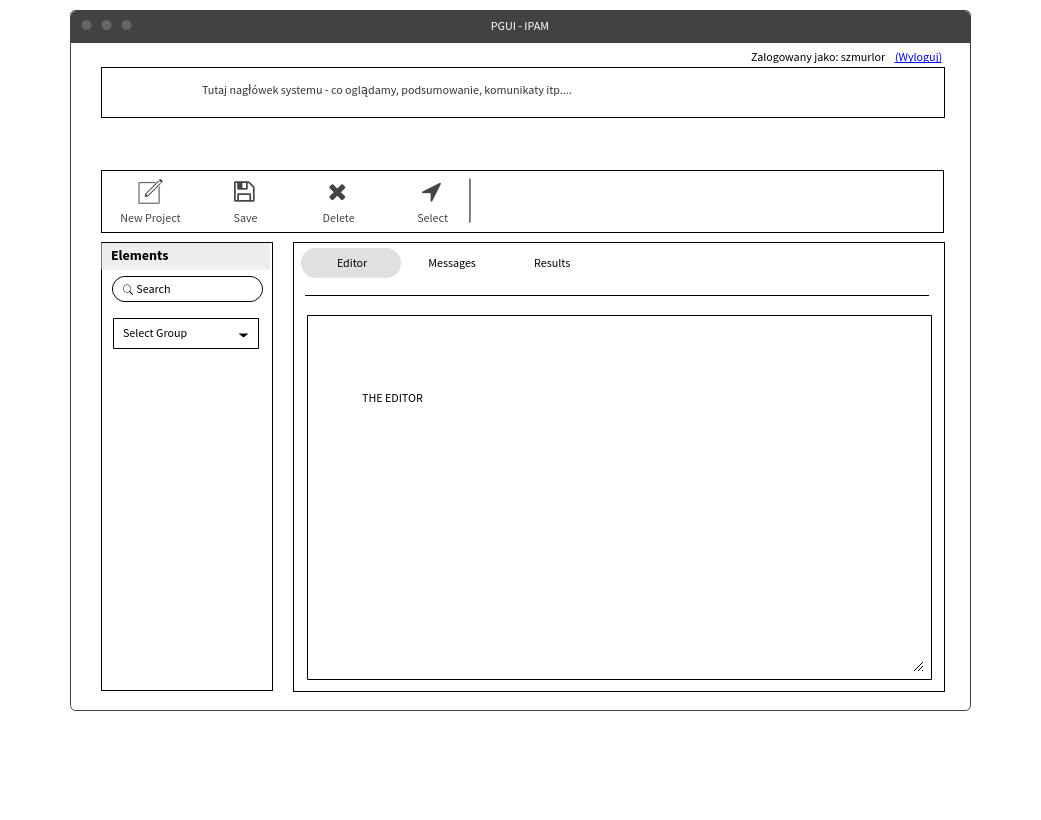 PGUI - IPAM
Zalogowany jako: szmurlor (Wyloguj)
Tutaj nagłówek systemu - co oglądamy, podsumowanie, komunikaty itp....
New Project Save Delete Select
Elements
Search
Select Group
Editor Messages Results
THE EDITOR